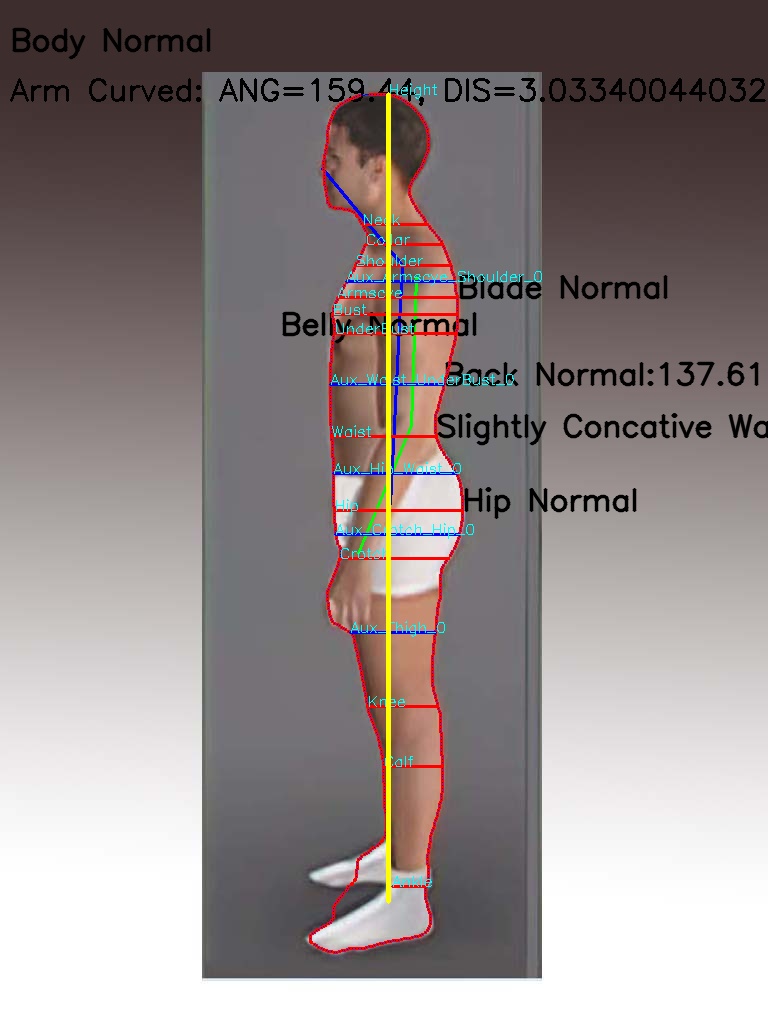 Body Normal
Arm Curved: ANG=159.44, DIS=3.03340044032
Height
Neck
Collar
Shoulder
Aux_Armscye_Shoulder_0
Armscye
Blade Normal
Bust
Belly Normal
UnderBust
Back Normal:137.61
Aux_Waist_UnderBust_0
Waist
Slightly Concative Wa
Aux_Hip_Waist_0
Hip
Hip Normal
Aux_Crotch_Hip_0
Crotch
Aux_Thigh_0
Knee
Calf
Ankle